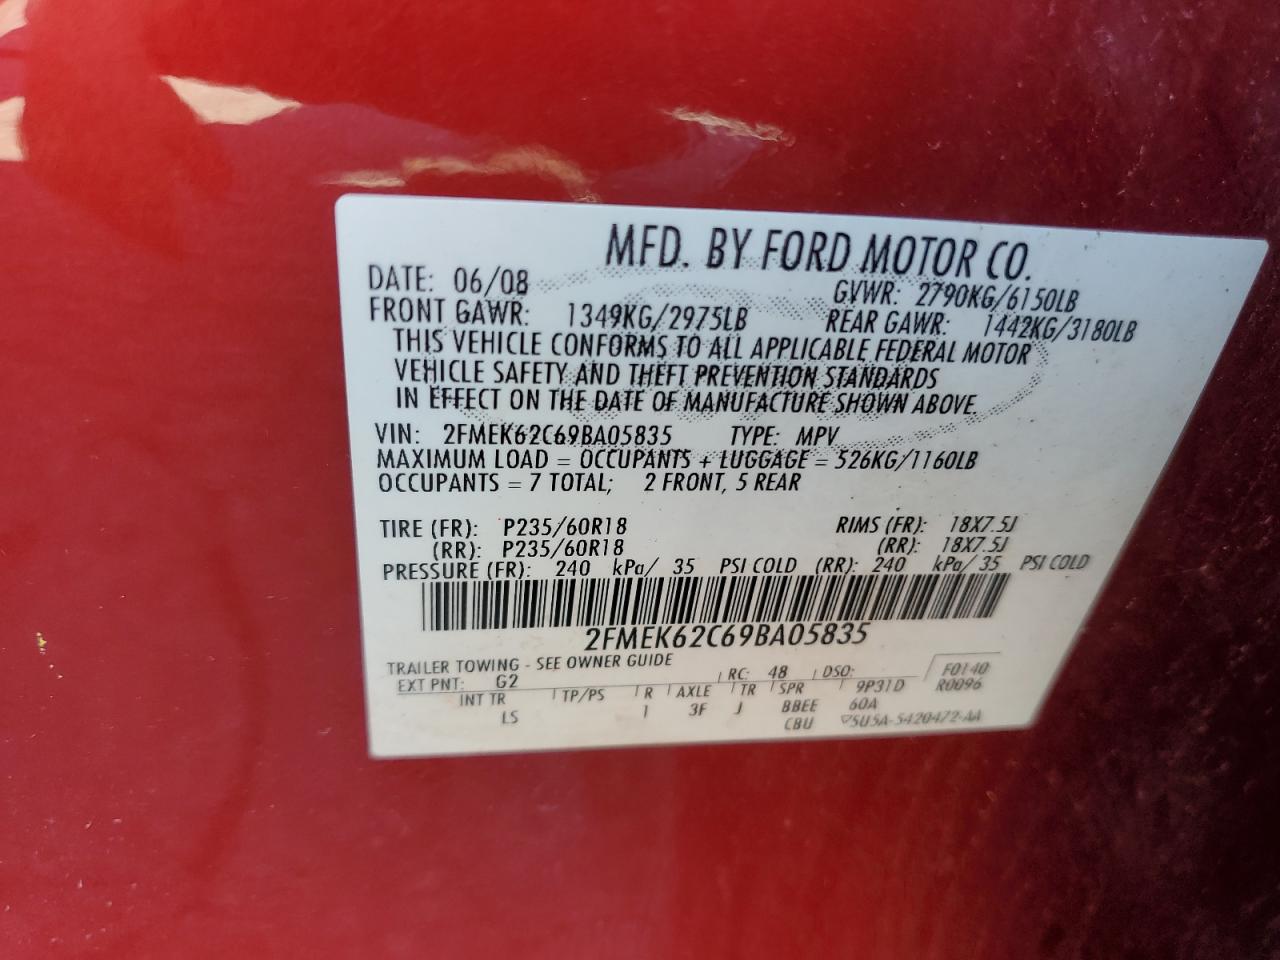 MFD. BY FORD MOTOR CO.
DATE: 06/08 GVWR: 2790KG/6150LB
FRONT GAWR: 1349KG/2975LB REAR GAWR: 1442KG/3180LB
THIS VEHICLE CONFORMS TO ALL APPLICABLE FEDERAL MOTOR
VEHICLE SAFETY AND THEFT PREVENTION STANDARDS
IN EFFECT ON THE DATE OF MANUFACTURE SHOWN ABOVE.
VIN: 2FMEK62C69BA05835 TYPE: MPV
MAXIMUM LOAD = OCCUPANTS + LUGGAGE = 526KG/1160LB
OCCUPANTS = 7 TOTAL; 2 FRONT, 5 REAR
TIRE (FR): P235/60R18 RIMS (FR): 18X7.5J
(RR): P235/60R18 (RR): 18X7.5J
PRESSURE (FR): 240 kPa/ 35 PSI COLD (RR): 240 kPa/ 35 PSI COLD
2FMEK62C69BA05835
TRAILER TOWING - SEE OWNER GUIDE
EXT PNT: G2 RC: 48 DSO: F0140
INT TR TP/PS R AXLE TR SPR 9P31D R0096
LS 1 3F J BBEE 60A
CBU ▽5U5A-5420472-AA